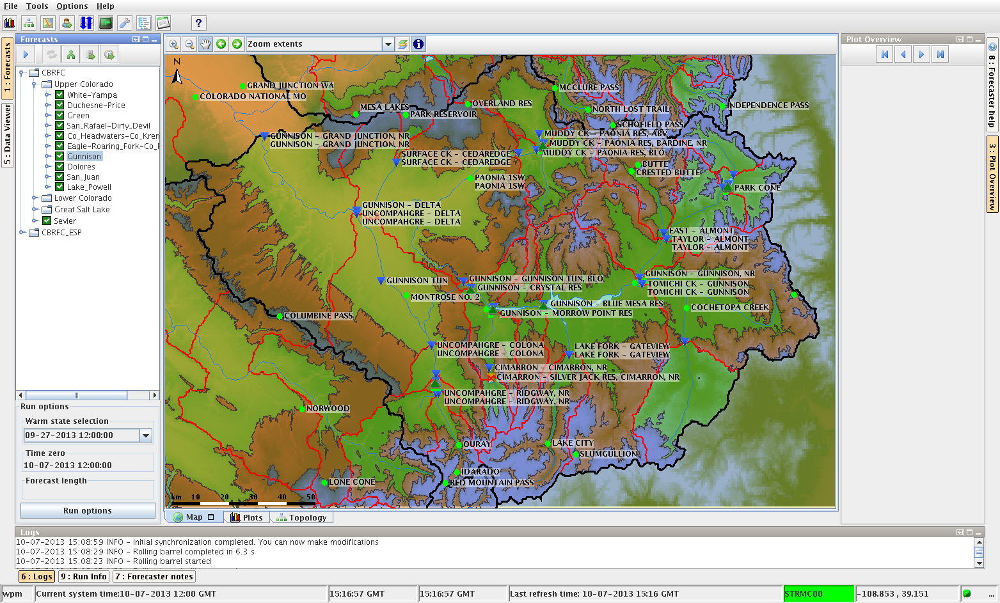 File Tools Options Help
?
1 : Forecasts
5 : Data Viewer
Forecasts
CBRFC
Upper Colorado
White-Yampa
Duchesne-Price
Green
San_Rafael-Dirty_Devil
Co_Headwaters-Co_Kren
Eagle-Roaring_Fork-Co_
Gunnison
Dolores
San_Juan
Lake_Powell
Lower Colorado
Great Salt Lake
Sevier
CBRFC_ESP
Run options
Warm state selection
09-27-2013 12:00:00
Time zero
10-07-2013 12:00:00
Forecast length
Run options
Zoom extents
N
GRAND JUNCTION WA
COLORADO NATIONAL MO
MESA LAKES
PARK RESERVOIR
OVERLAND RES
MCCLURE PASS
NORTH LOST TRAIL
INDEPENDENCE PASS
SCHOFIELD PASS
GUNNISON - GRAND JUNCTION, NR
GUNNISON - GRAND JUNCTION, NR
MUDDY CK - PAONIA RES, ABV
MUDDY CK - PAONIA RES, BARDINE, NR
MUDDY CK - PAONIA RES, BLO
SURFACE CK - CEDAREDGE
SURFACE CK - CEDAREDGE
BUTTE
CRESTED BUTTE
PAONIA 1SW
PAONIA 1SW
PARK CONE
GUNNISON - DELTA
UNCOMPAHGRE - DELTA
UNCOMPAHGRE - DELTA
EAST - ALMONT
TAYLOR - ALMONT
TAYLOR - ALMONT
GUNNISON TUN
GUNNISON - GUNNISON TUN, BLO
GUNNISON - CRYSTAL RES
GUNNISON - GUNNISON, NR
TOMICHI CK - GUNNISON
TOMICHI CK - GUNNISON
MONTROSE NO. 2
GUNNISON - BLUE MESA RES
GUNNISON - MORROW POINT RES
COCHETOPA CREEK
COLUMBINE PASS
UNCOMPAHGRE - COLONA
UNCOMPAHGRE - COLONA
LAKE FORK - GATEVIEW
LAKE FORK - GATEVIEW
CIMARRON - CIMARRON, NR
CIMARRON - SILVER JACK RES, CIMARRON, NR
UNCOMPAHGRE - RIDGWAY, NR
UNCOMPAHGRE - RIDGWAY, NR
NORWOOD
OURAY
LAKE CITY
SLUMGULLION
IDARADO
RED MOUNTAIN PASS
LONE CONE
km 10 20 30 40 50
Map Plots Topology
Plot Overview
8 : Forecaster help
3 : Plot Overview
Logs
10-07-2013 15:08:59 INFO - Initial synchronization completed. You can now make modifications
10-07-2013 15:08:29 INFO - Rolling barrel completed in 6.3 s
10-07-2013 15:08:23 INFO - Rolling barrel started
6 : Logs 9 : Run Info 7 : Forecaster notes
wpm Current system time:10-07-2013 12:00 GMT 15:16:57 GMT 15:16:57 GMT Last refresh time: 10-07-2013 15:16 GMT STRMC00 -108.853 , 39.151 ...